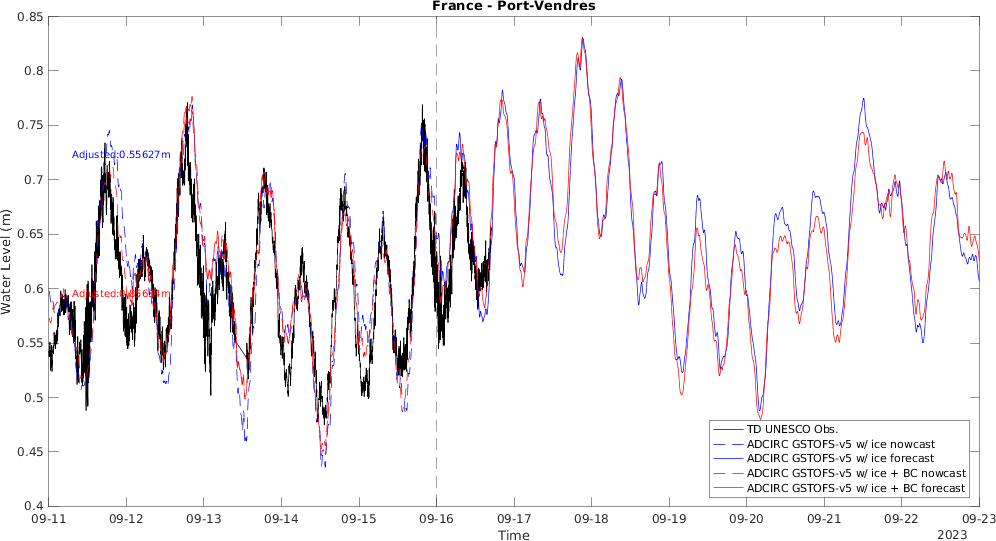 France - Port-Vendres
0.85
0.8
0.75
0.7
0.65
0.6
0.55
0.5
0.45
0.4
Water Level (m)
Adjusted:0.55627m
TD UNESCO Obs.
ADCIRC GSTOFS-v5 w/ ice nowcast
ADCIRC GSTOFS-v5 w/ ice forecast
ADCIRC GSTOFS-v5 w/ ice + BC nowcast
ADCIRC GSTOFS-v5 w/ ice + BC forecast
09-11 09-12 09-13 09-14 09-15 09-16 09-17 09-18 09-19 09-20 09-21 09-22 09-23
Time
2023